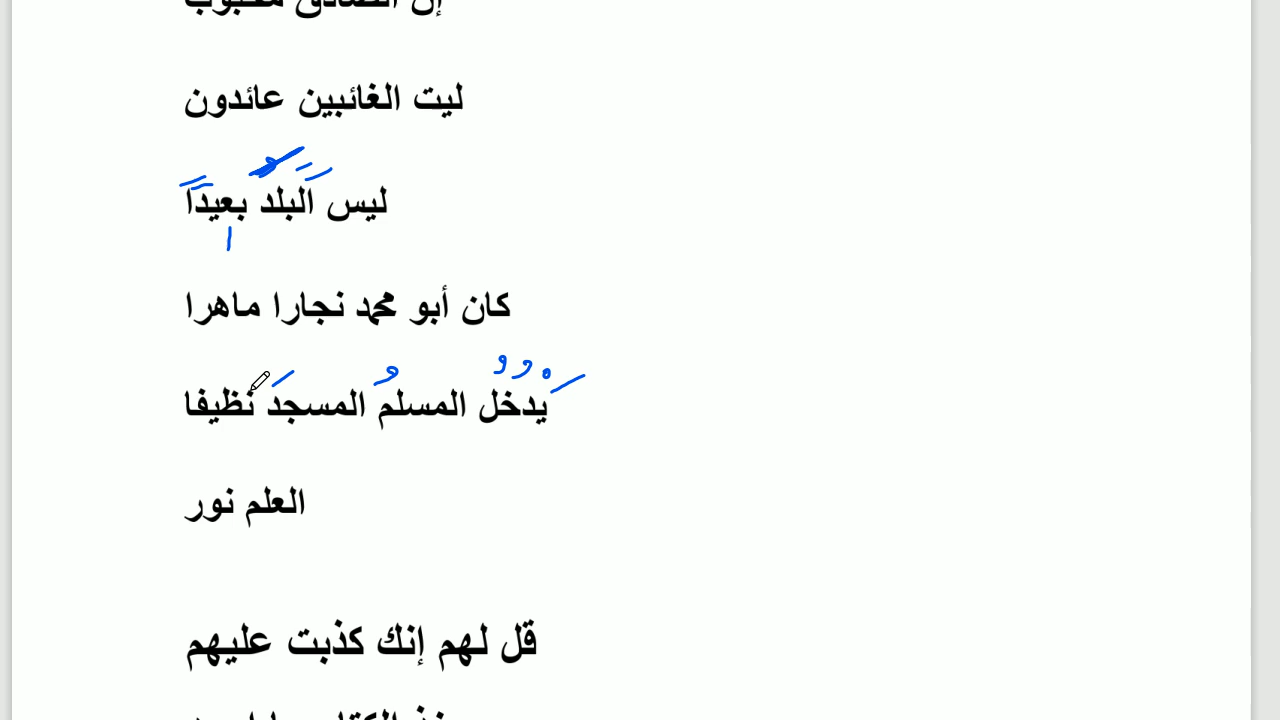 ليت الغائبين عائدون
ليس البلد بعيدا
كان أبو محمد نجارا ماهرا
يدخل المسلم المسجد نظيفا
العلم نور
قل لهم إنك كذبت عليهم